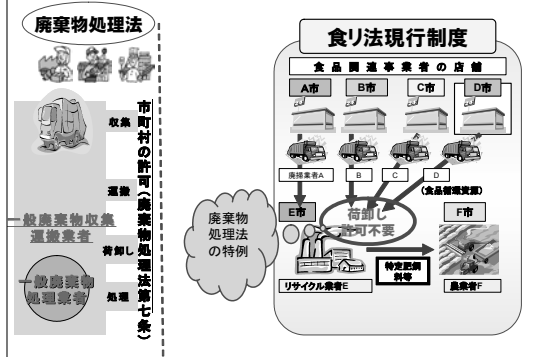 廃棄物処理法
収集
運搬
荷卸し
処理
市町村の許可(廃棄物処理法第七条)
一般廃棄物収集
運搬業者
一般廃棄物
処理業者
食リ法現行制度
食品関連事業者の店舗
A市
B市
C市
D市
廃掃業者A
B
C
D
(食品循環資源)
廃棄物
処理法
の特例
E市
荷卸し
許可不要
F市
特定肥飼
料等
リサイクル業者E
農業者F